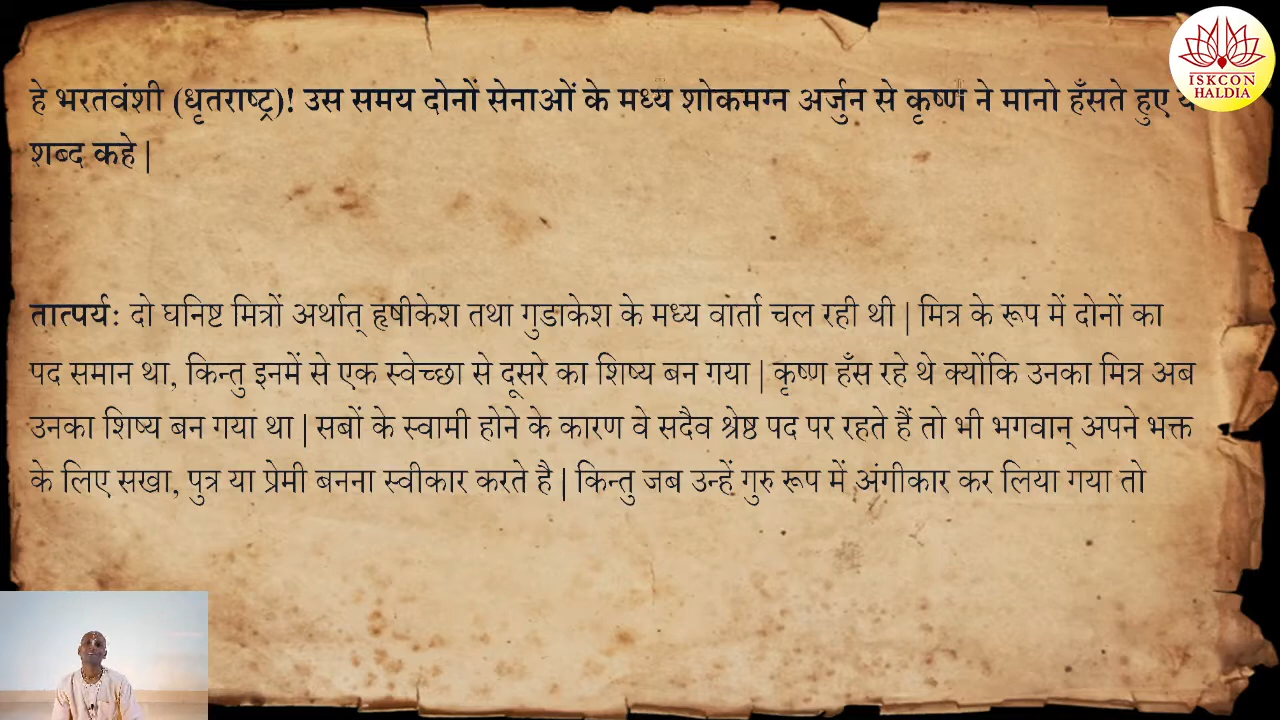 हे भरतवंशी (धृतराष्ट्र)! उस समय दोनों सेनाओं के मध्य शोकमग्न अर्जुन से कृष्ण ने मानो हँसते हुए
शब्द कहे |
तात्पर्य: दो घनिष्ट मित्रों अर्थात् हृषीकेश तथा गुडाकेश के मध्य वार्ता चल रही थी | मित्र के रूप में दोनों का
पद समान था, किन्तु इनमें से एक स्वेच्छा से दूसरे का शिष्य बन गया | कृष्ण हँस रहे थे क्योंकि उनका मित्र अब
उनका शिष्य बन गया था | सबों के स्वामी होने के कारण वे सदैव श्रेष्ठ पद पर रहते हैं तो भी भगवान् अपने भक्त
के लिए सखा, पुत्र या प्रेमी बनना स्वीकार करते है | किन्तु जब उन्हें गुरु रूप में अंगीकार कर लिया गया तो
ISKCON
HALDIA